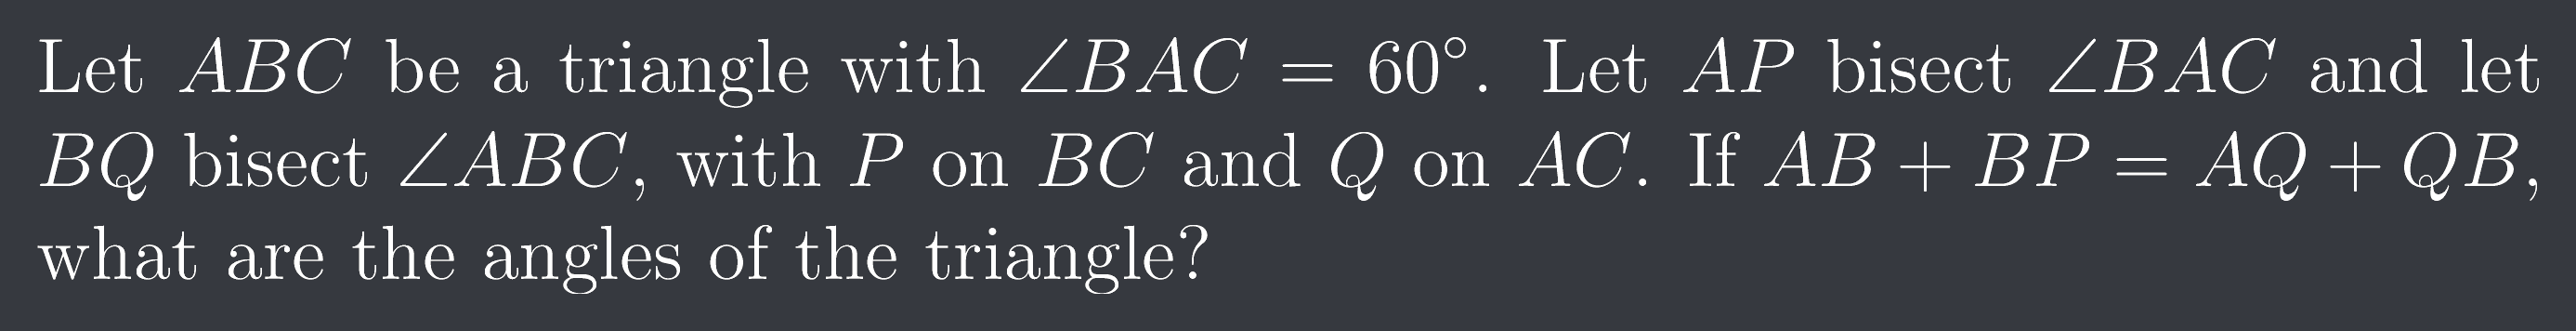 Let ABC be a triangle with ∠BAC = 60°. Let AP bisect ∠BAC and let
BQ bisect ∠ABC, with P on BC and Q on AC. If AB + BP = AQ + QB,
what are the angles of the triangle?